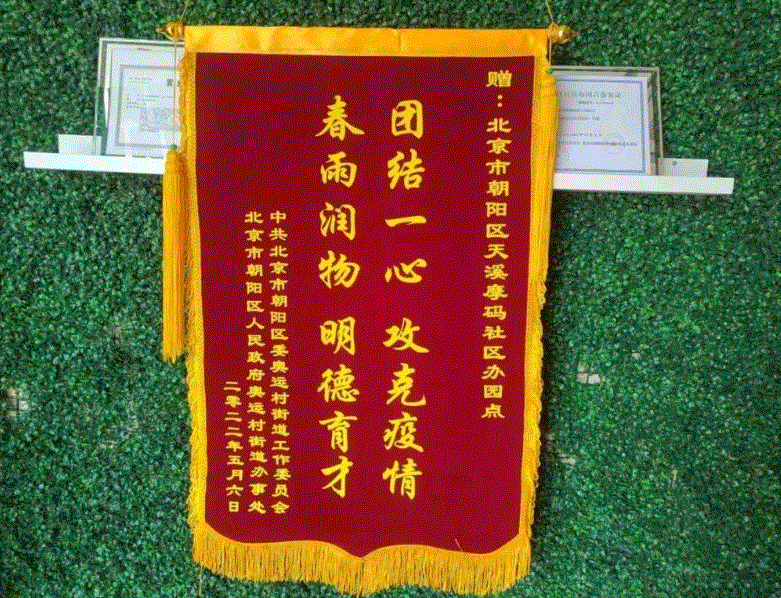 赠：北京市朝阳区天溪摩码社区办园点
团结一心 攻克疫情
春雨润物 明德育才
中共北京市朝阳区委奥运村街道工作委员会
北京市朝阳区人民政府奥运村街道办事处
二零二二年五月六日